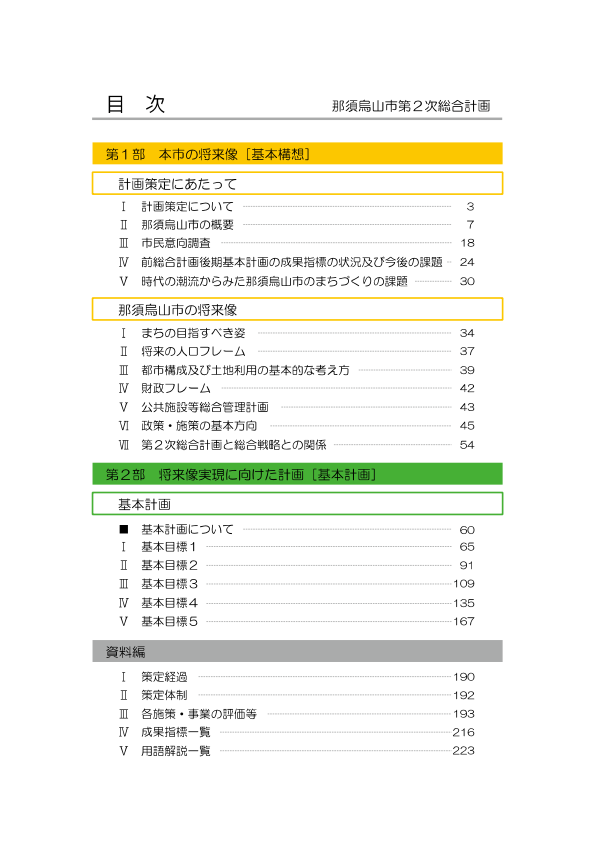 目　次
那須烏山市第２次総合計画
第１部　本市の将来像［基本構想］
計画策定にあたって
Ⅰ　計画策定について　3
Ⅱ　那須烏山市の概要　7
Ⅲ　市民意向調査　18
Ⅳ　前総合計画後期基本計画の成果指標の状況及び今後の課題　24
Ⅴ　時代の潮流からみた那須烏山市のまちづくりの課題　30
那須烏山市の将来像
Ⅰ　まちの目指すべき姿　34
Ⅱ　将来の人口フレーム　37
Ⅲ　都市構成及び土地利用の基本的な考え方　39
Ⅳ　財政フレーム　42
Ⅴ　公共施設等総合管理計画　43
Ⅵ　政策・施策の基本方向　45
Ⅶ　第２次総合計画と総合戦略との関係　54
第２部　将来像実現に向けた計画［基本計画］
基本計画
■　基本計画について　60
Ⅰ　基本目標１　65
Ⅱ　基本目標２　91
Ⅲ　基本目標３　109
Ⅳ　基本目標４　135
Ⅴ　基本目標５　167
資料編
Ⅰ　策定経過　190
Ⅱ　策定体制　192
Ⅲ　各施策・事業の評価等　193
Ⅳ　成果指標一覧　216
Ⅴ　用語解説一覧　223